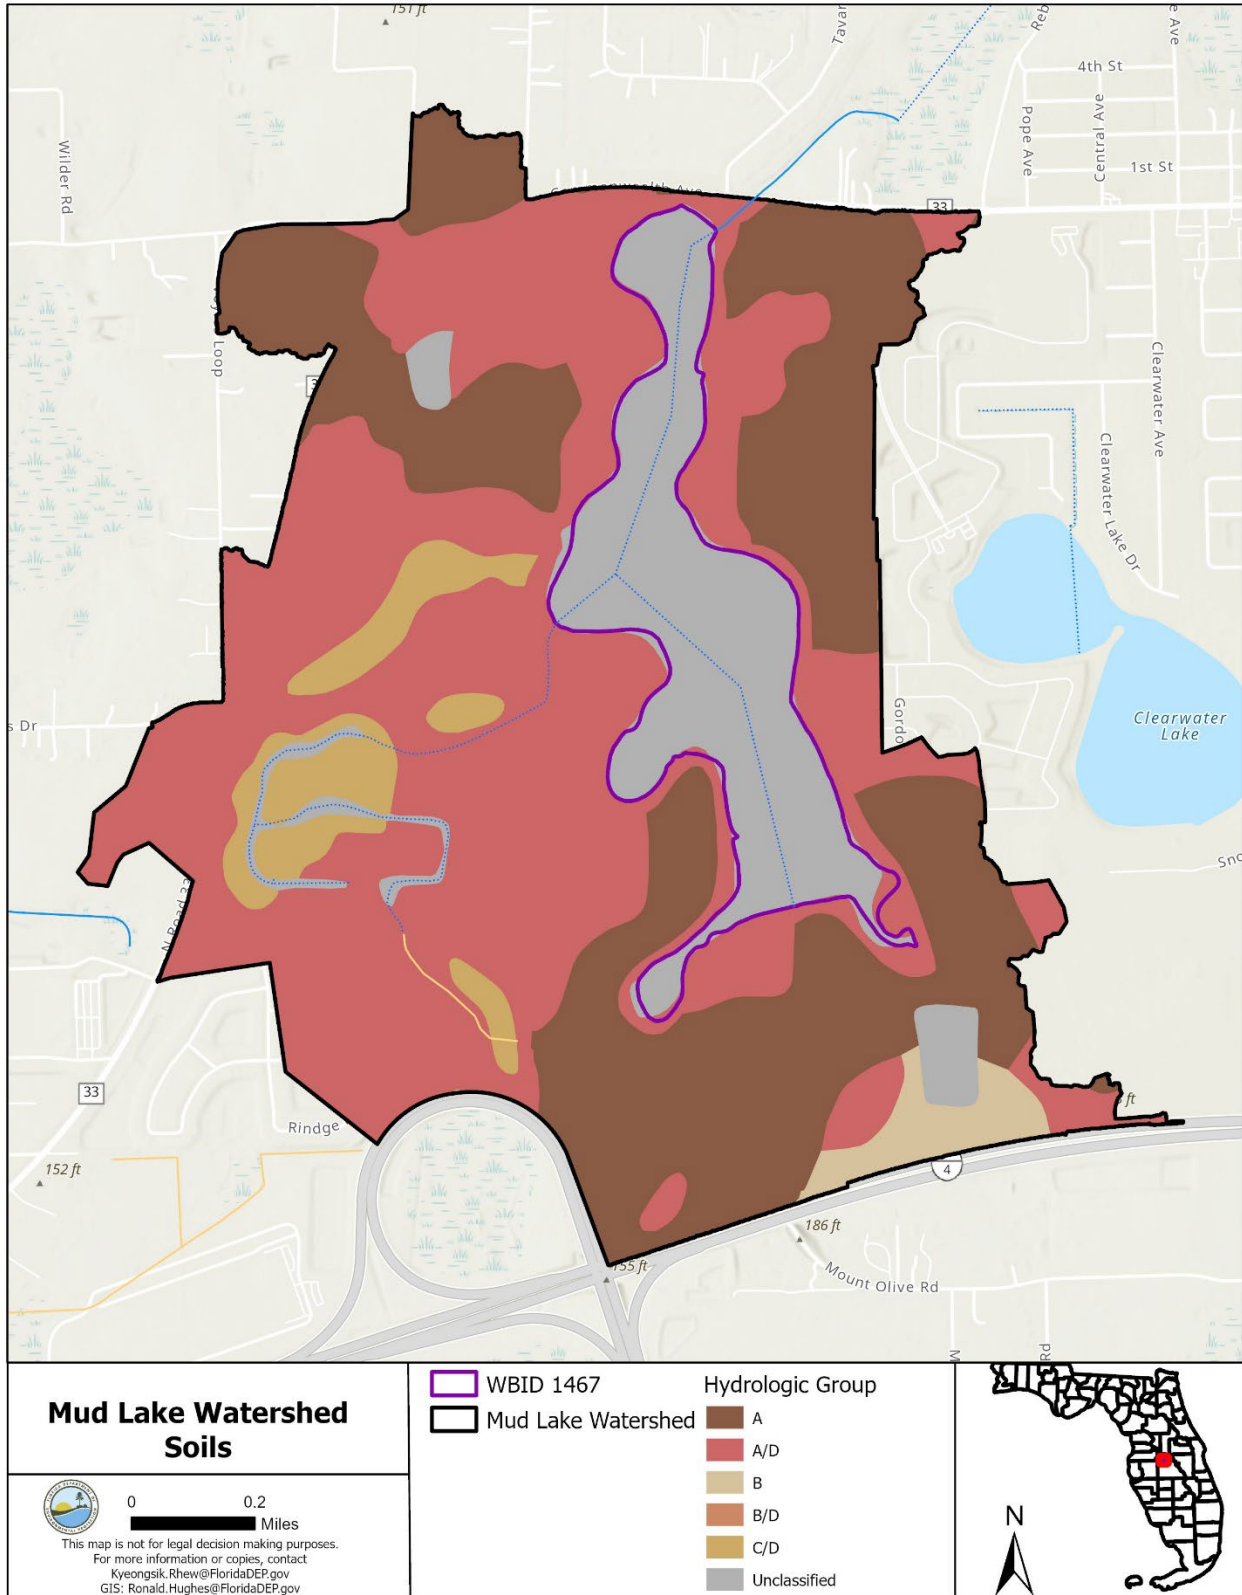 151 ft
Tavar
Reb
e Ave
4th St
Pope Ave
Central Ave
1st St
Wilder Rd
33
Loop
3
Clearwater Ave
Clearwater Lake Dr
s Dr
Gordo
Clearwater
Lake
Sno
N Road 33
33
Rindge
152 ft
ft
4
186 ft
155 ft
Mount Olive Rd
M
Rd
Mud Lake Watershed
Soils
0 0.2
Miles
This map is not for legal decision making purposes.
For more information or copies, contact
Kyeongsik.Rhew@FloridaDEP.gov
GIS: Ronald.Hughes@FloridaDEP.gov
WBID 1467
Mud Lake Watershed
Hydrologic Group
A
A/D
B
B/D
C/D
Unclassified
N